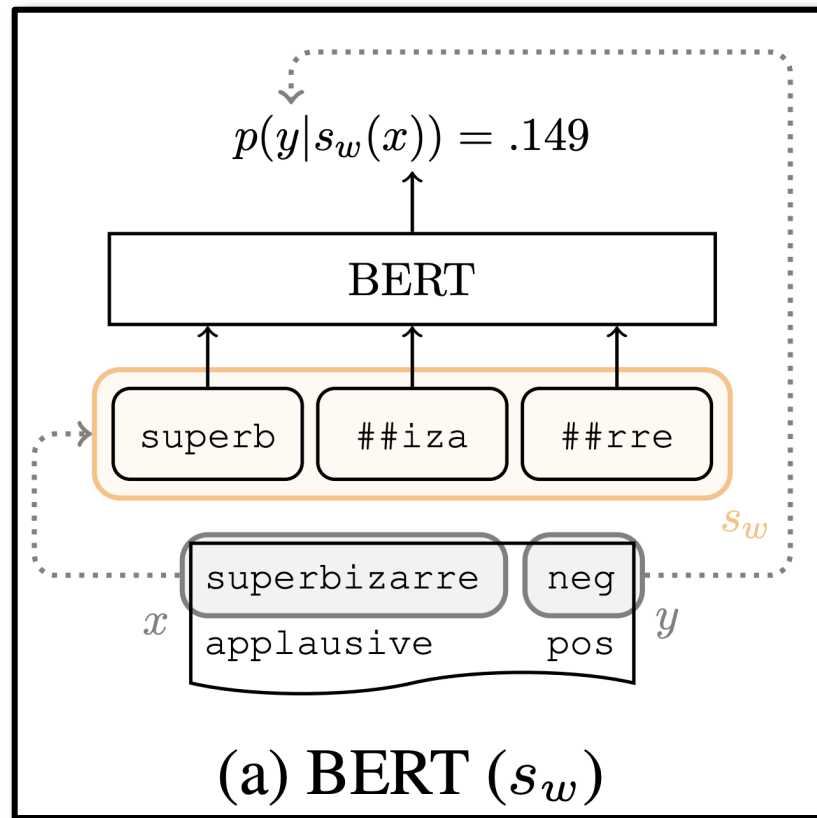 p(y|s_w(x)) = .149
BERT
superb ##iza ##rre
s_w
superbizarre neg
x y
applausive pos
(a) BERT (s_w)